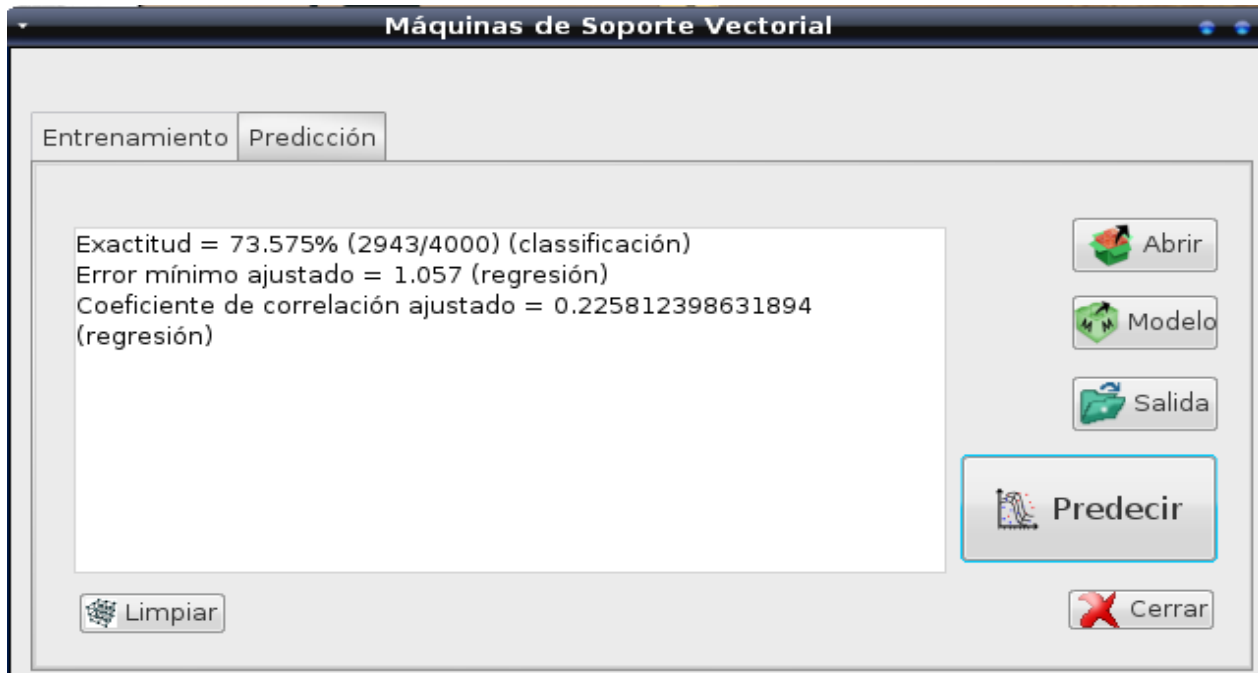 Máquinas de Soporte Vectorial
Entrenamiento
Predicción
Exactitud = 73.575% (2943/4000) (classificación)
Error mínimo ajustado = 1.057 (regresión)
Coeficiente de correlación ajustado = 0.225812398631894
(regresión)
Abrir
Modelo
Salida
Predecir
Limpiar
Cerrar